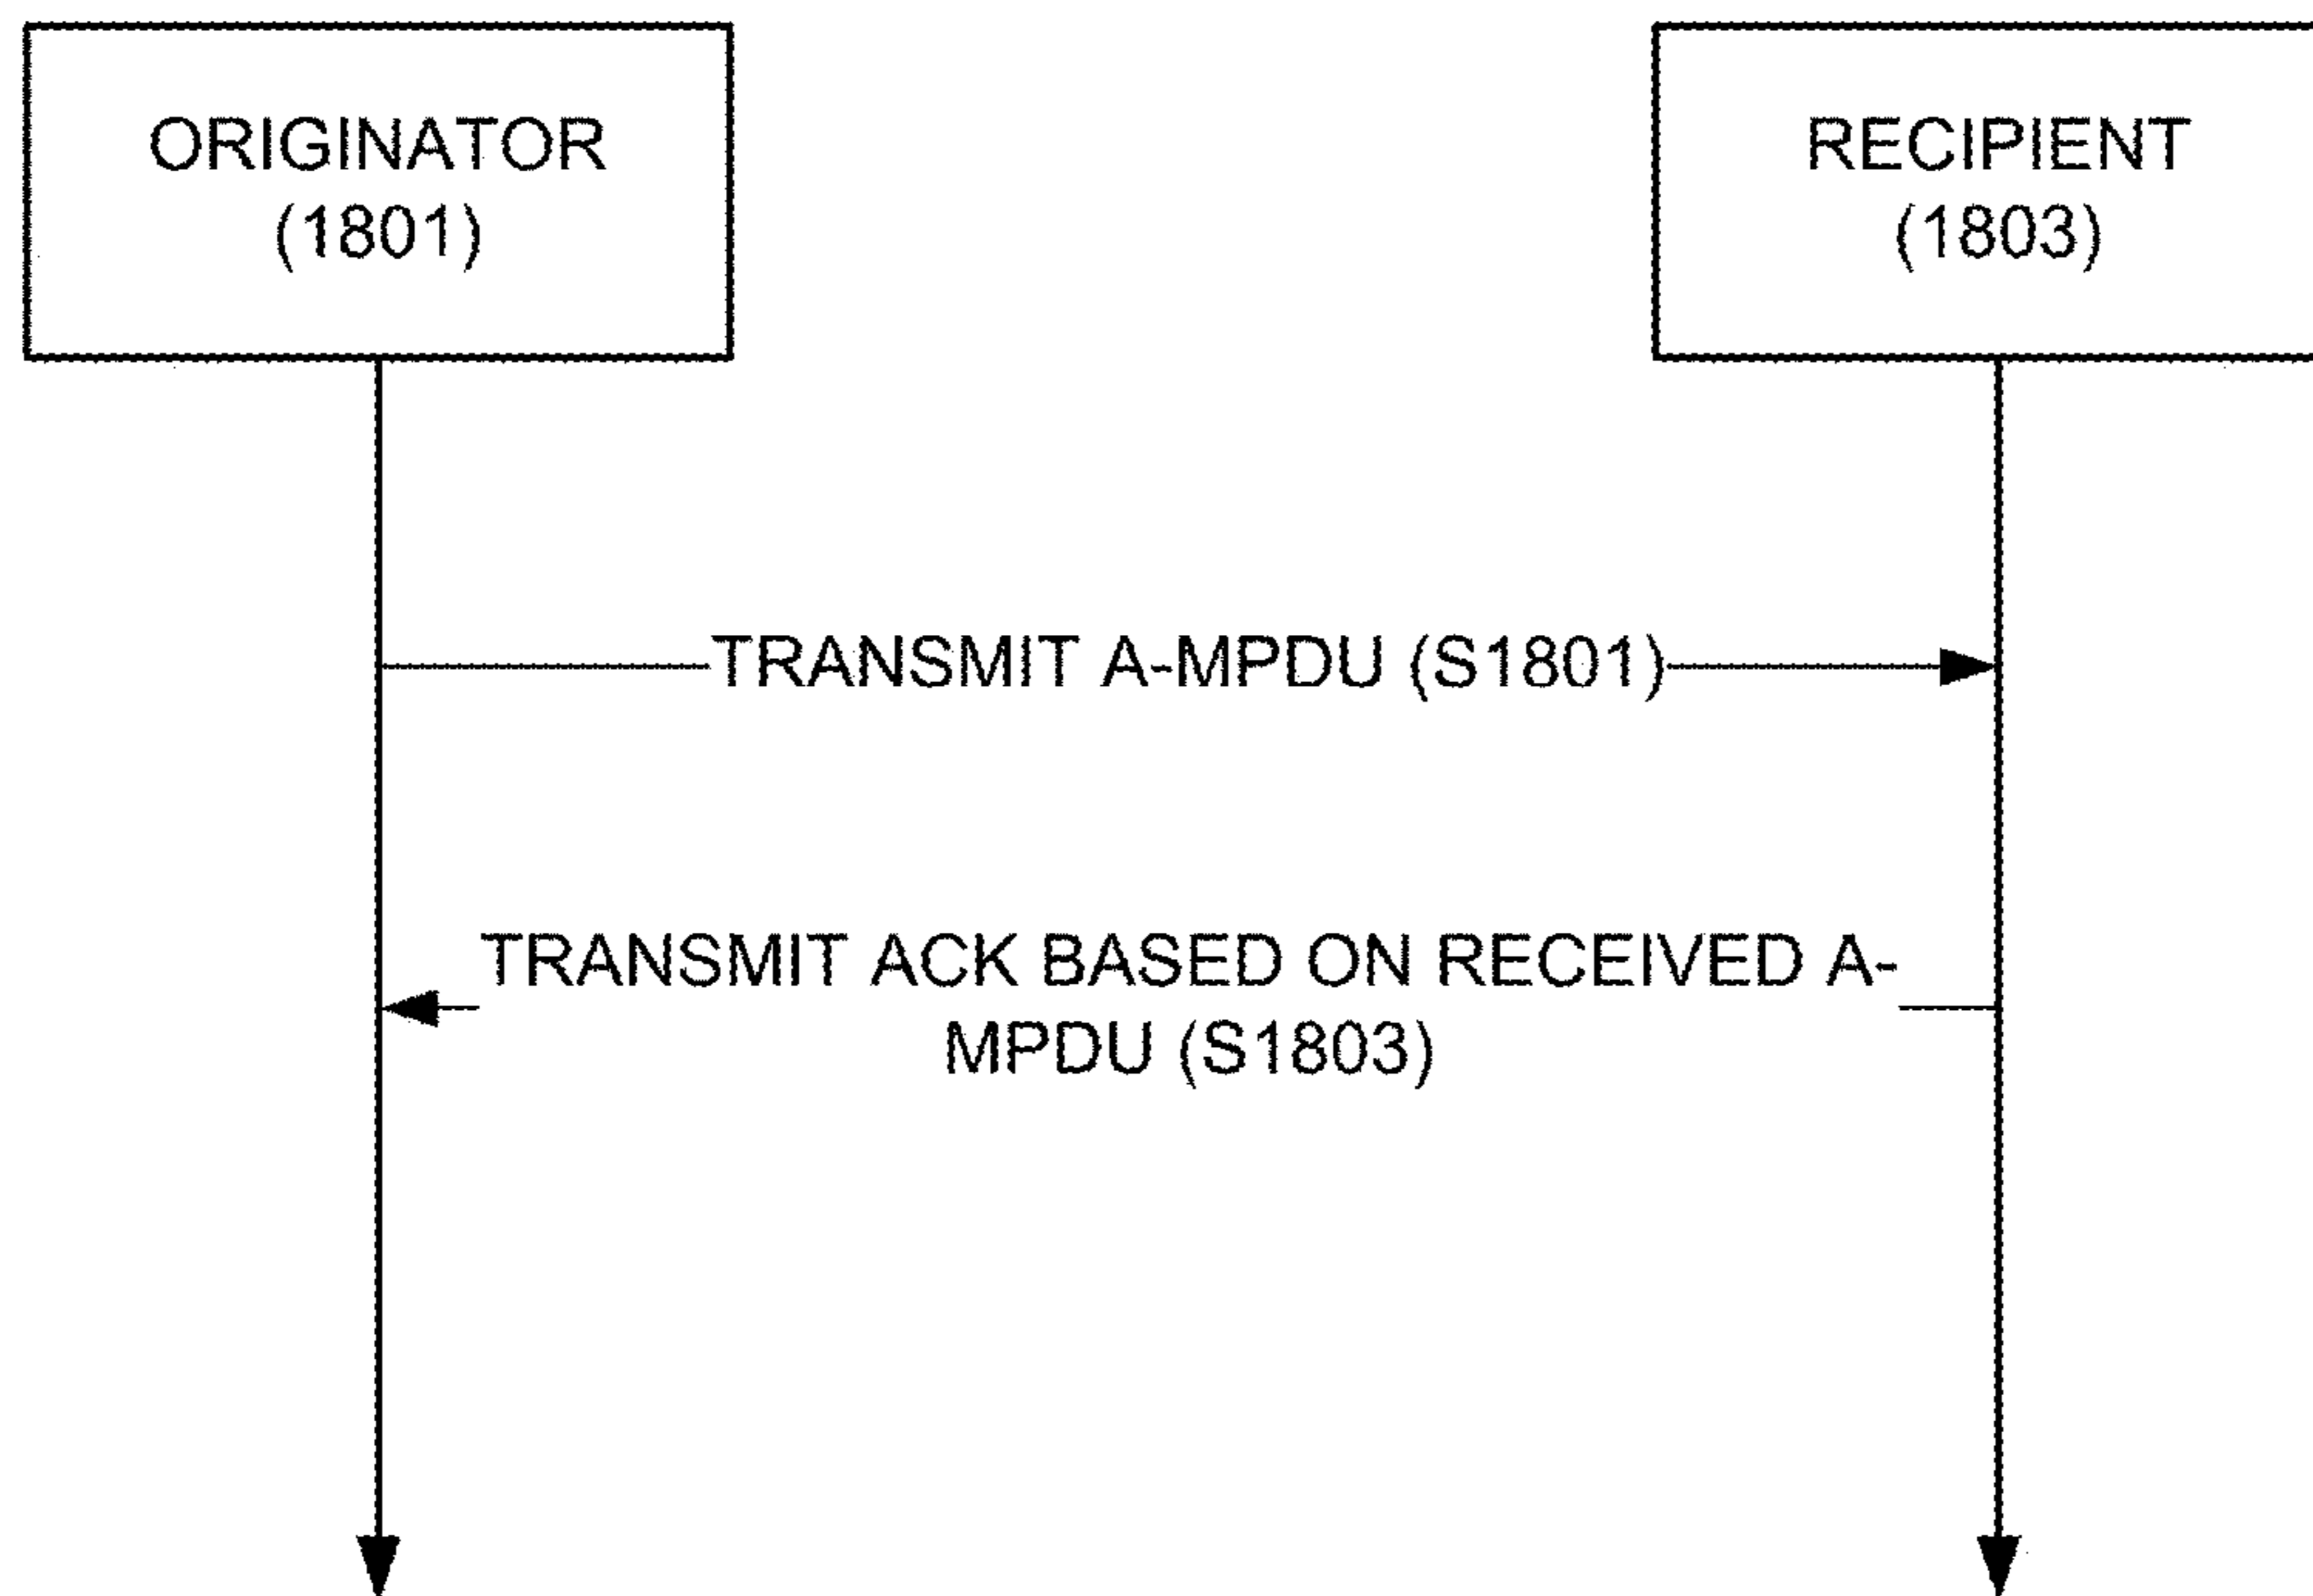 ORIGINATOR
(1801)
RECIPIENT
(1803)
TRANSMIT A-MPDU (S1801)
TRANSMIT ACK BASED ON RECEIVED A-
MPDU (S1803)